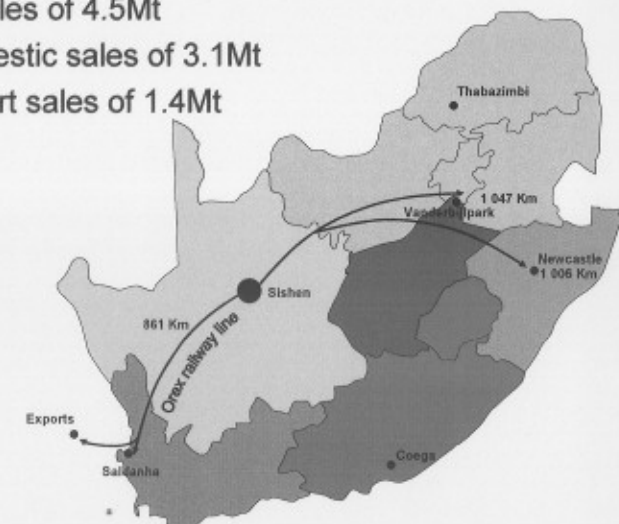 les of 4.5Mt
estic sales of 3.1Mt
rt sales of 1.4Mt
Thabazimbi
1 047 Km
Vanderbijlpark
Newcastle
1 006 Km
Sishen
861 Km
Orex railway line
Exports
Saldanha
Coega